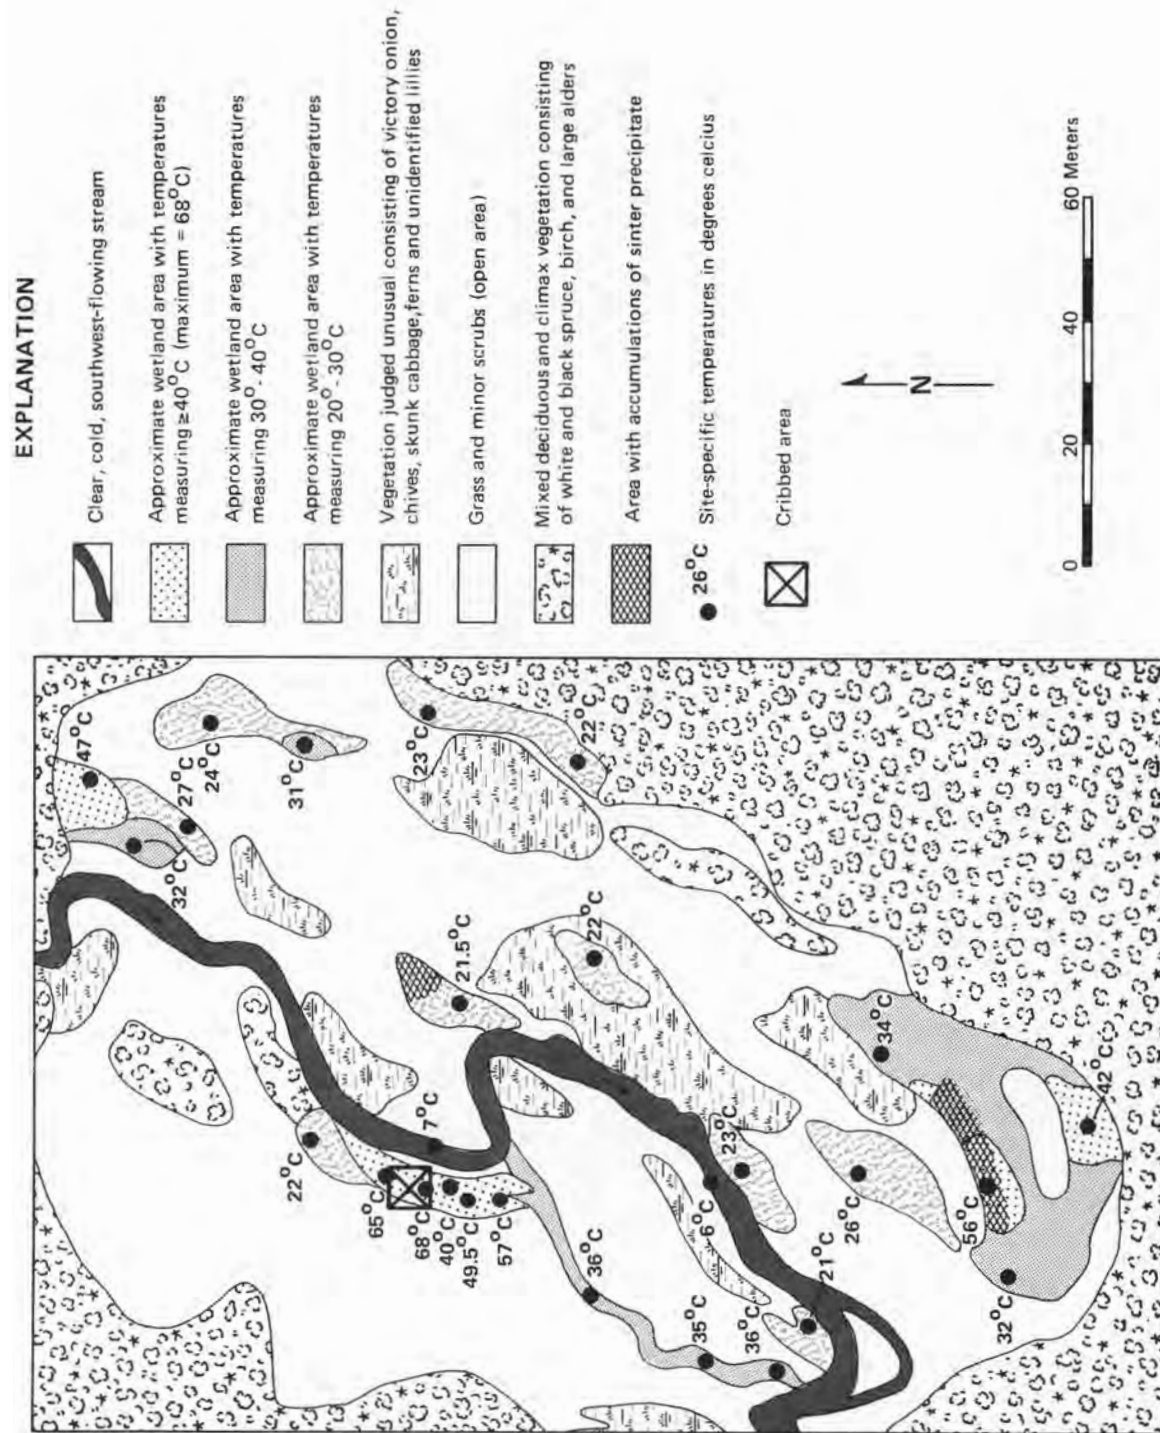 EXPLANATION
Clear, cold, southwest-flowing stream
Approximate wetland area with temperatures
measuring ≥40°C (maximum = 68°C)
Approximate wetland area with temperatures
measuring 30° - 40°C
Approximate wetland area with temperatures
measuring 20° - 30°C
Vegetation judged unusual consisting of victory onion,
chives, skunk cabbage, ferns and unidentified lillies
Grass and minor scrubs (open area)
Mixed deciduous and climax vegetation consisting
of white and black spruce, birch, and large alders
Area with accumulations of sinter precipitate
26°C
Site-specific temperatures in degrees celcius
Cribbed area
N
0 20 40 60 Meters
47°C
27°C
24°C
31°C
32°C
23°C
22°C
21.5°C
22°C
22°C
7°C
65°C
68°C
40°C
49.5°C
57°C
36°C
35°C
36°C
6°C
23°C
21°C
26°C
34°C
56°C
42°C
32°C